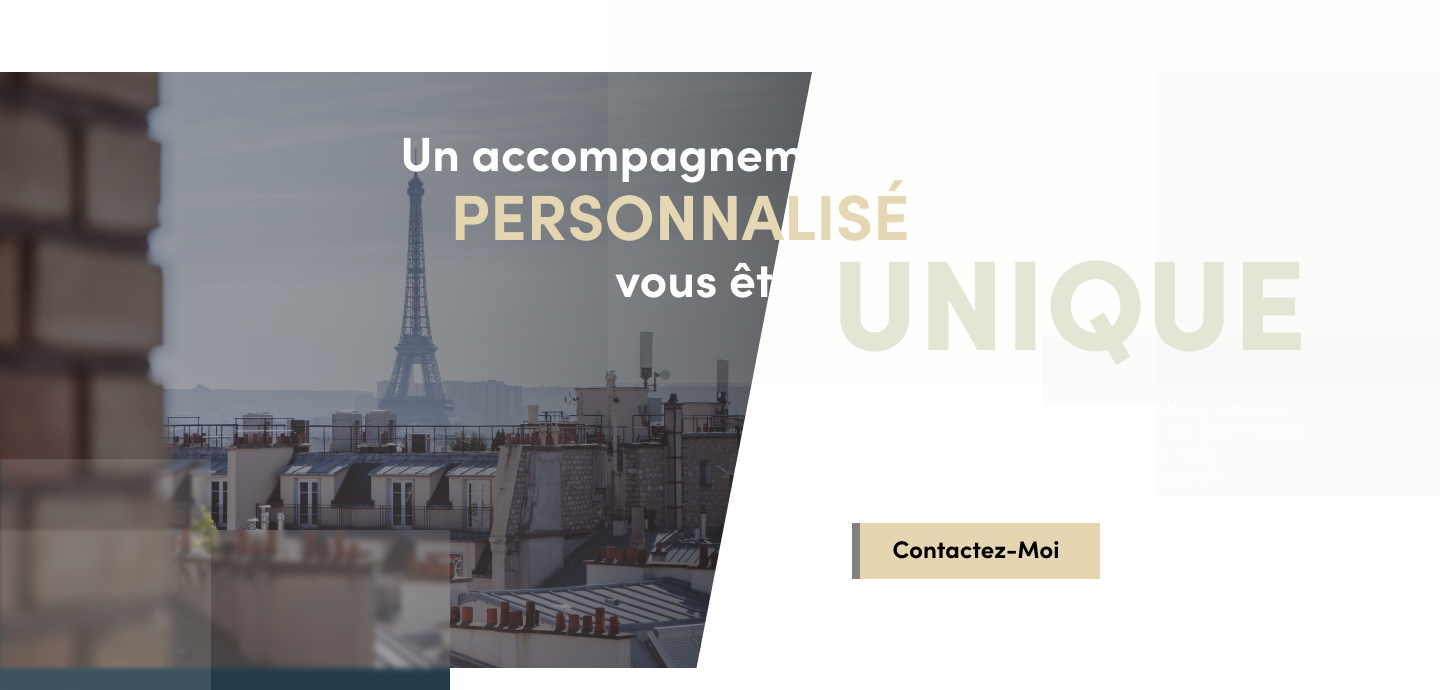 Un accompagnement
PERSONNALISÉ parce que
vous êtes UNIQUE
Contactez-Moi